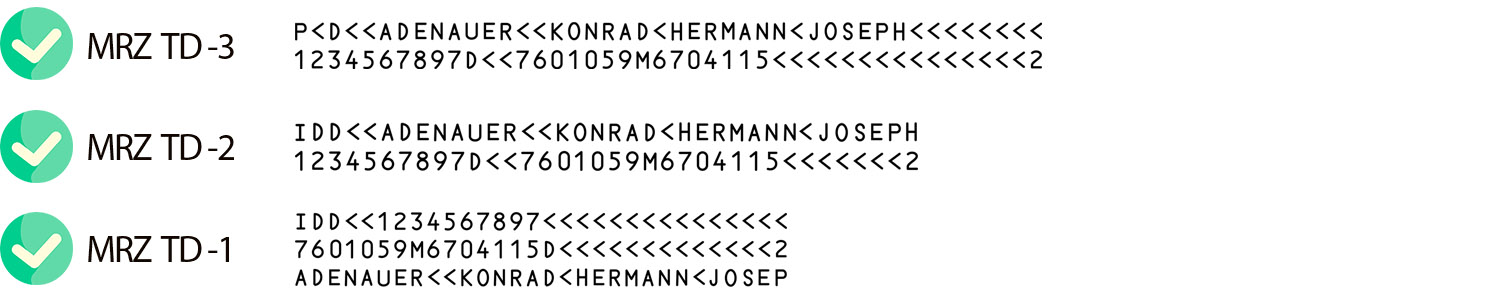 MRZ TD-3
P<D<<ADENAUER<<KONRAD<HERMANN<JOSEPH<<<<<<<<
1234567897D<<7601059M6704115<<<<<<<<<<<<<<<2
MRZ TD-2
IDD<<ADENAUER<<KONRAD<HERMANN<JOSEPH
1234567897D<<7601059M6704115<<<<<<<2
MRZ TD-1
IDD<<1234567897<<<<<<<<<<<<<<<
7601059M6704115D<<<<<<<<<<<<<2
ADENAUER<<KONRAD<HERMANN<JOSEP